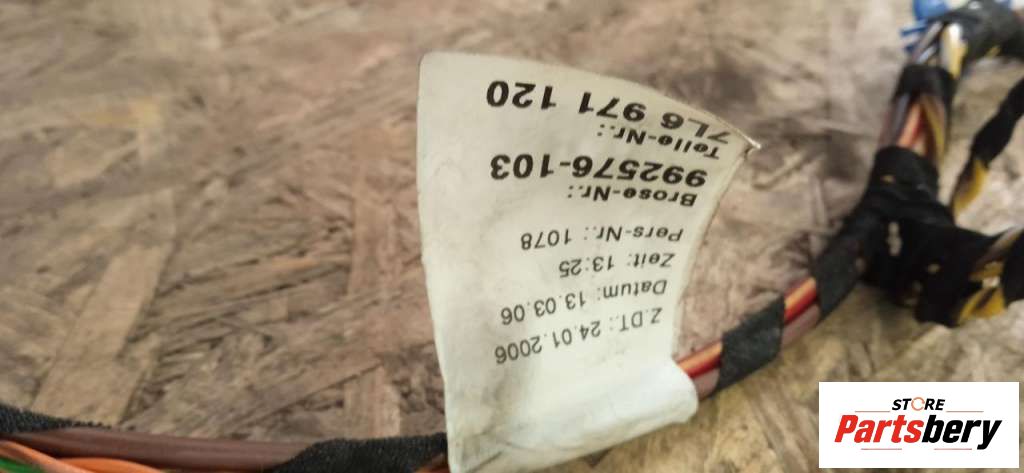 7L6 971 120
Teile-Nr.:
992576-103
Brose-Nr.:
Pers-Nr.: 1078
Zeit: 13:25
Datum: 13.03.06
Z.DT.: 24.01.2006
STORE
Partsbery